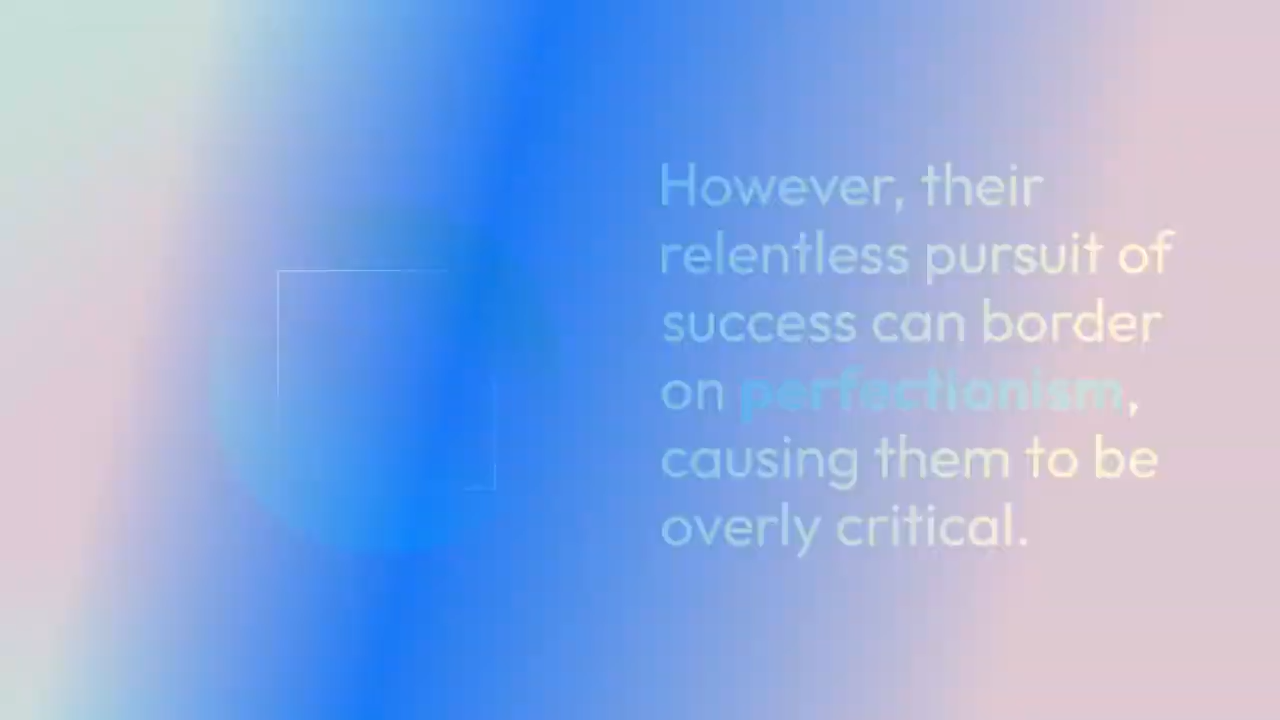 However, their
relentless pursuit of
success can border
on perfectionism,
causing them to be
overly critical.